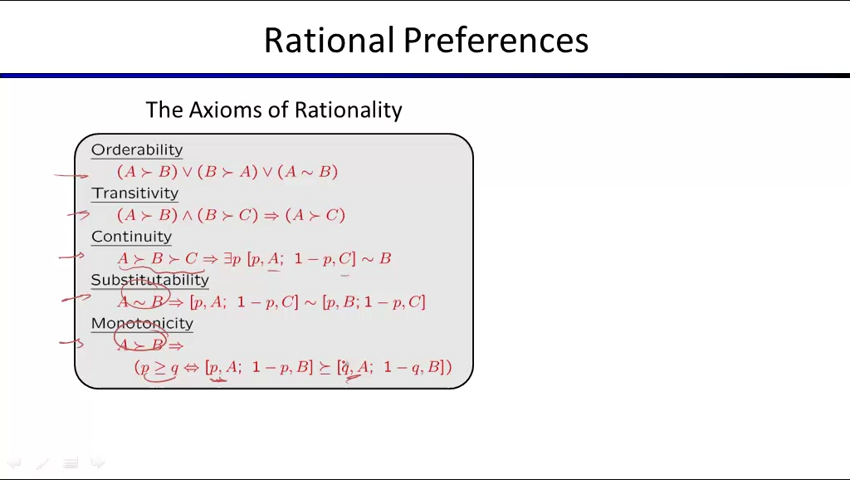 Rational Preferences
The Axioms of Rationality
Orderability
(A ≻ B) ∨ (B ≻ A) ∨ (A ∼ B)
Transitivity
(A ≻ B) ∧ (B ≻ C) ⇒ (A ≻ C)
Continuity
A ≻ B ≻ C ⇒ ∃p [p, A; 1 − p, C] ∼ B
Substitutability
A ∼ B ⇒ [p, A; 1 − p, C] ∼ [p, B; 1 − p, C]
Monotonicity
A ≻ B ⇒
(p ≥ q ⇔ [p, A; 1 − p, B] ⪰ [q, A; 1 − q, B])